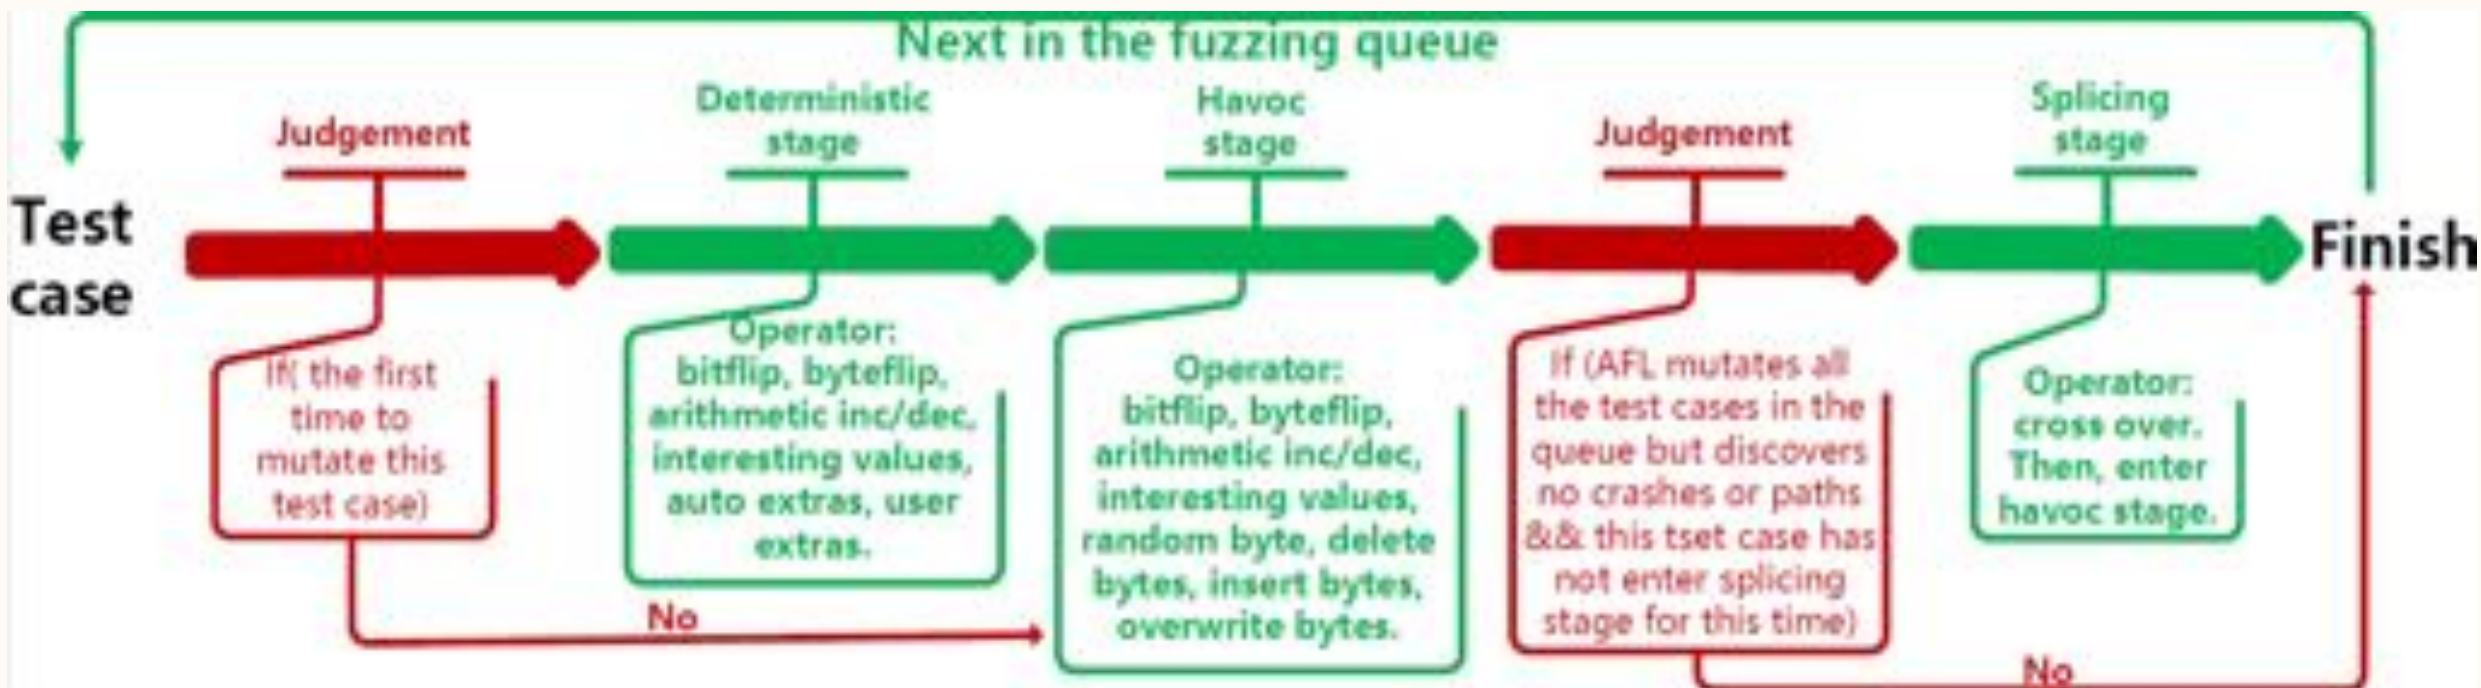 Next in the fuzzing queue
Test
case
Judgement
If( the first
time to
mutate this
test case)
No
Deterministic
stage
Operator:
bitflip, byteflip,
arithmetic inc/dec,
interesting values,
auto extras, user
extras.
Havoc
stage
Operator:
bitflip, byteflip,
arithmetic inc/dec,
interesting values,
random byte, delete
bytes, insert bytes,
overwrite bytes.
Judgement
If (AFL mutates all
the test cases in the
queue but discovers
no crashes or paths
&& this tset case has
not enter splicing
stage for this time)
No
Splicing
stage
Operator:
cross over.
Then, enter
havoc stage.
Finish